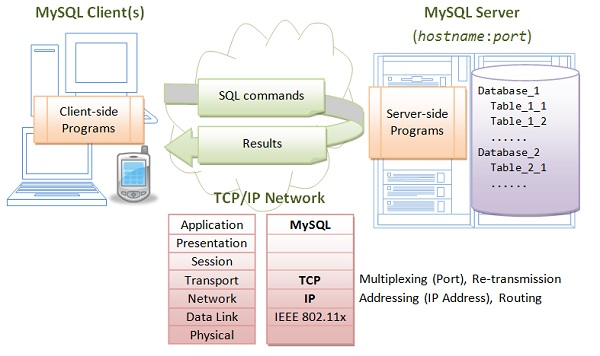 MySQL Client(s)
MySQL Server
(hostname:port)
Client-side
Programs
SQL commands
Results
Server-side
Programs
Database_1
Table_1_1
Table_1_2
......
Database_2
Table_2_1
......
TCP/IP Network
Application MySQL
Presentation
Session
Transport TCP Multiplexing (Port), Re-transmission
Network IP Addressing (IP Address), Routing
Data Link IEEE 802.11x
Physical